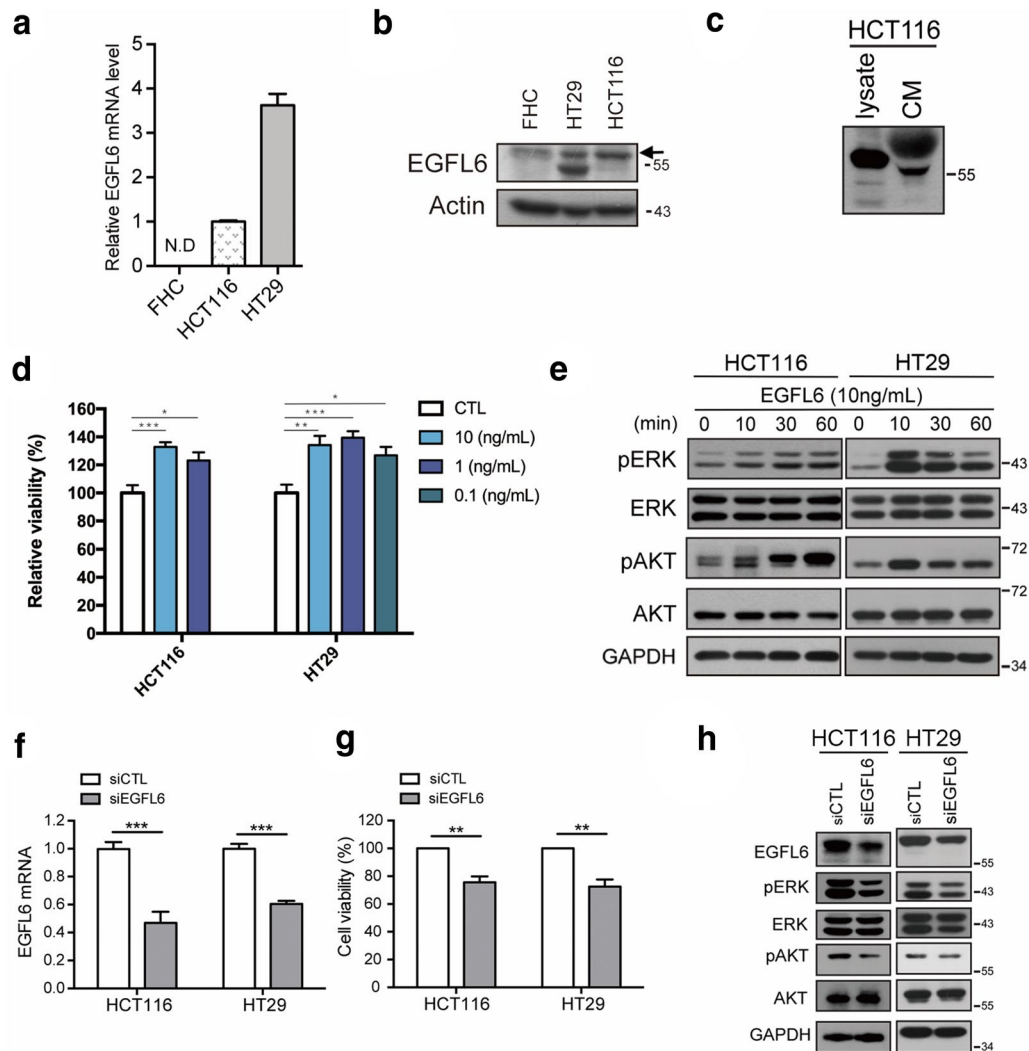 a
Relative EGFL6 mRNA level
5
4
3
2
1
0
N.D
FHC
HCT116
HT29
b
FHC
HT29
HCT116
EGFL6
-55
Actin
-43
c
HCT116
lysate
CM
-55
d
Relative viability (%)
160
140
120
100
80
60
40
20
0
*
***
*
***
**
HCT116
HT29
CTL
10 (ng/mL)
1 (ng/mL)
0.1 (ng/mL)
e
HCT116 HT29
EGFL6 (10ng/mL)
(min) 0 10 30 60 0 10 30 60
pERK -43
ERK -43
-72
pAKT
-72
AKT
GAPDH -34
f
siCTL
siEGFL6
EGFL6 mRNA
1.2
1.0
0.8
0.6
0.4
0.2
0.0
*** ***
HCT116 HT29
g
siCTL
siEGFL6
Cell viability (%)
120
100
80
60
40
20
0
** **
HCT116 HT29
h
HCT116 HT29
siCTL siEGFL6 siCTL siEGFL6
EGFL6
-55
pERK -43
ERK -43
pAKT
-55
AKT -55
GAPDH
-34